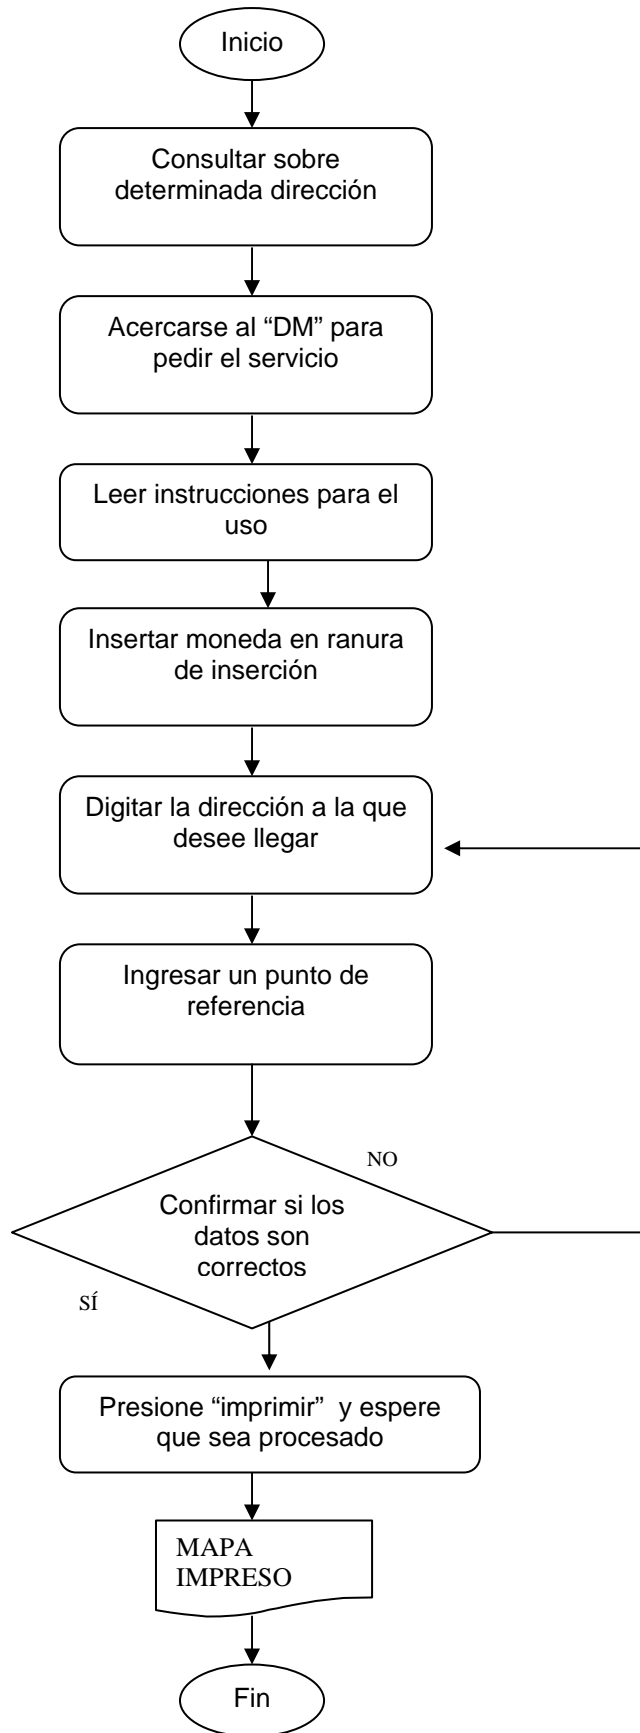 Inicio
Consultar sobre
determinada dirección
Acercarse al “DM” para
pedir el servicio
Leer instrucciones para el
uso
Insertar moneda en ranura
de inserción
Digitar la dirección a la que
desee llegar
Ingresar un punto de
referencia
NO
Confirmar si los
datos son
correctos
SÍ
Presione “imprimir” y espere
que sea procesado
MAPA
IMPRESO
Fin